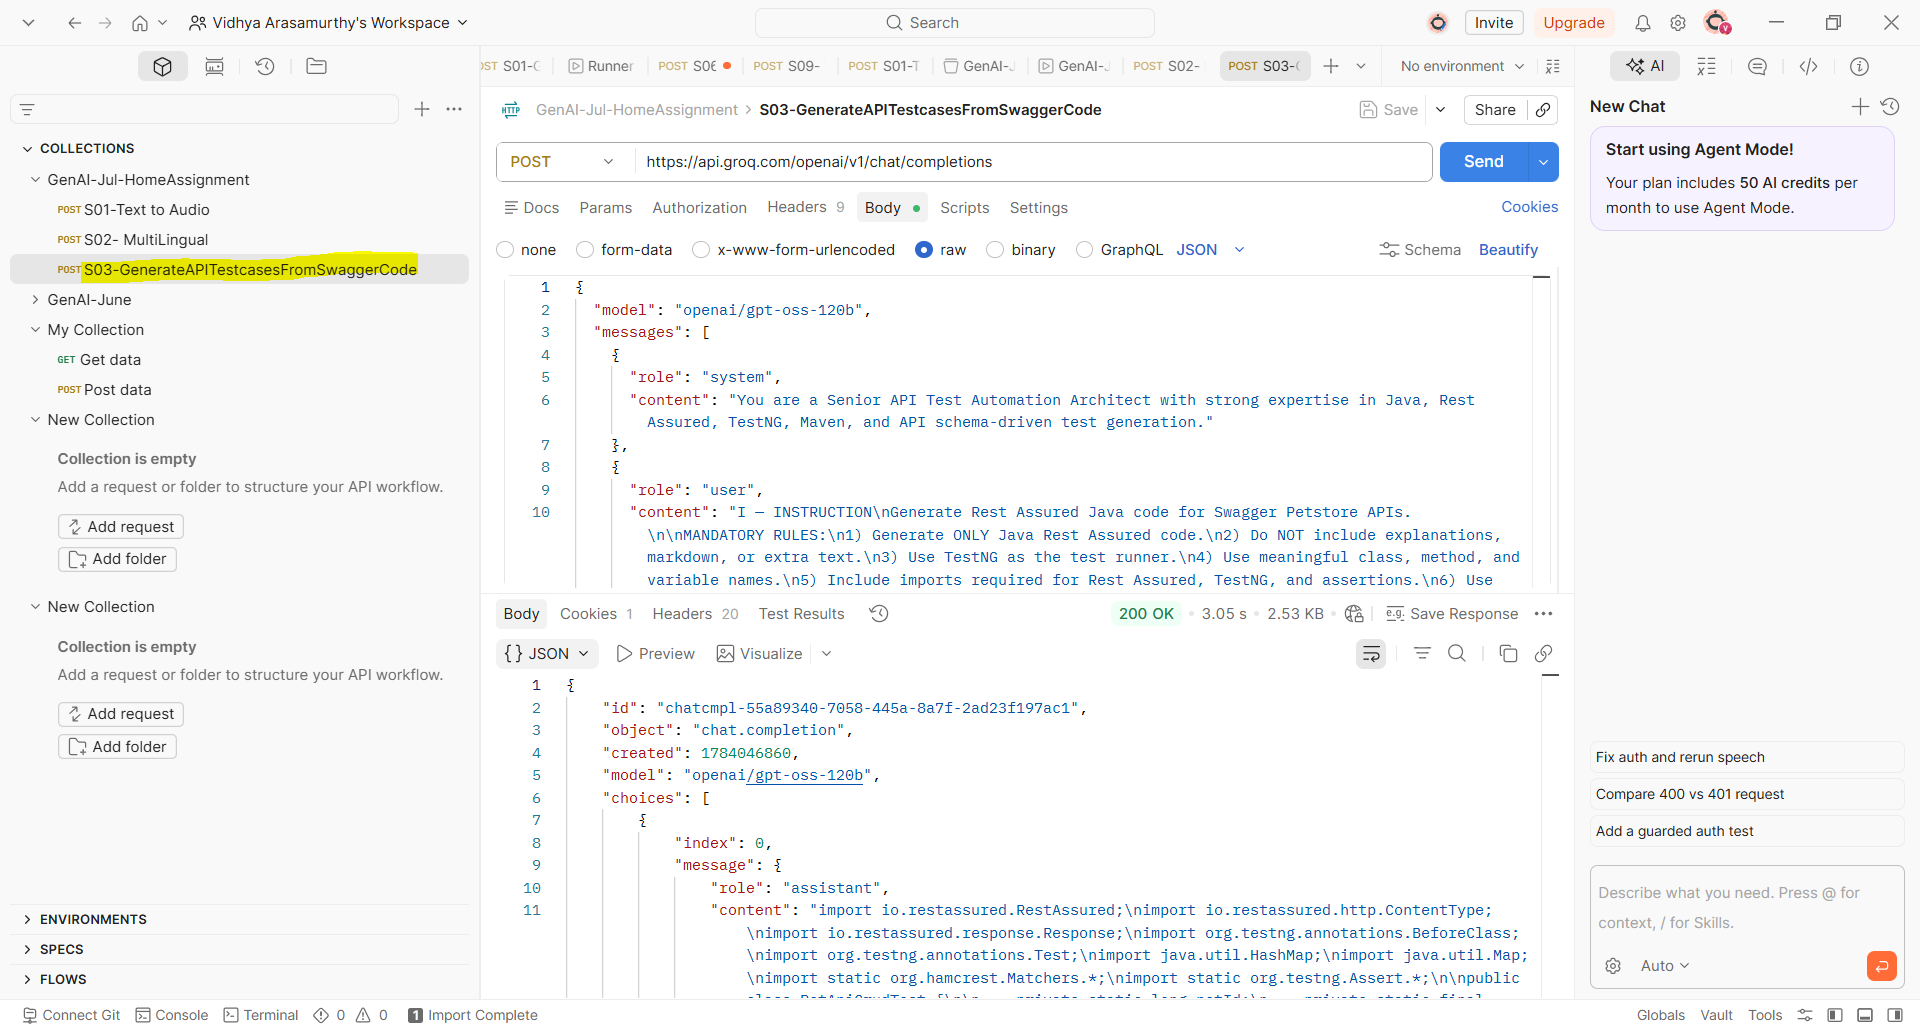 Vidhya Arasamurthy's Workspace
Search
Invite
Upgrade
V
COLLECTIONS
GenAI-Jul-HomeAssignment
POST S01-Text to Audio
POST S02- MultiLingual
POST S03-GenerateAPITestcasesFromSwaggerCode
GenAI-June
My Collection
GET Get data
POST Post data
New Collection
Collection is empty
Add a request or folder to structure your API workflow.
Add request
Add folder
New Collection
Collection is empty
Add a request or folder to structure your API workflow.
Add request
Add folder
ENVIRONMENTS
SPECS
FLOWS
S01-
Runner
POST
POST S09-
POST S01-T
GenAI-J
GenAI-J
POST S02-
POST S03-
No environment
HTTP GenAI-Jul-HomeAssignment > S03-GenerateAPITestcasesFromSwaggerCode
Save
Share
POST https://api.groq.com/openai/v1/chat/completions
Send
Docs Params Authorization Headers 9 Body Scripts Settings
Cookies
none form-data x-www-form-urlencoded raw binary GraphQL JSON
Schema Beautify
1 {
2 "model": "openai/gpt-oss-120b",
3 "messages": [
4 {
5 "role": "system",
6 "content": "You are a Senior API Test Automation Architect with strong expertise in Java, Rest
Assured, TestNG, Maven, and API schema-driven test generation."
7 },
8 {
9 "role": "user",
10 "content": "I — INSTRUCTION\nGenerate Rest Assured Java code for Swagger Petstore APIs.
\n\nMANDATORY RULES:\n1) Generate ONLY Java Rest Assured code.\n2) Do NOT include explanations,
markdown, or extra text.\n3) Use TestNG as the test runner.\n4) Use meaningful class, method, and
variable names.\n5) Include imports required for Rest Assured, TestNG, and assertions.\n6) Use
Body Cookies 1 Headers 20 Test Results
200 OK • 3.05 s • 2.53 KB
e.g. Save Response
{} JSON Preview Visualize
1 {
2 "id": "chatcmpl-55a89340-7058-445a-8a7f-2ad23f197ac1",
3 "object": "chat.completion",
4 "created": 1784046860,
5 "model": "openai/gpt-oss-120b",
6 "choices": [
7 {
8 "index": 0,
9 "message": {
10 "role": "assistant",
11 "content": "import io.restassured.RestAssured;\nimport io.restassured.http.ContentType;
\nimport io.restassured.response.Response;\nimport org.testng.annotations.BeforeClass;
\nimport org.testng.annotations.Test;\nimport java.util.HashMap;\nimport java.util.Map;
\nimport static org.hamcrest.Matchers.*;\nimport static org.testng.Assert.*;\n\npublic
AI
New Chat
Start using Agent Mode!
Your plan includes 50 AI credits per
month to use Agent Mode.
Fix auth and rerun speech
Compare 400 vs 401 request
Add a guarded auth test
Describe what you need. Press @ for
context, / for Skills.
Auto
Connect Git
Console
Terminal
0
0
1 Import Complete
Globals
Vault
Tools